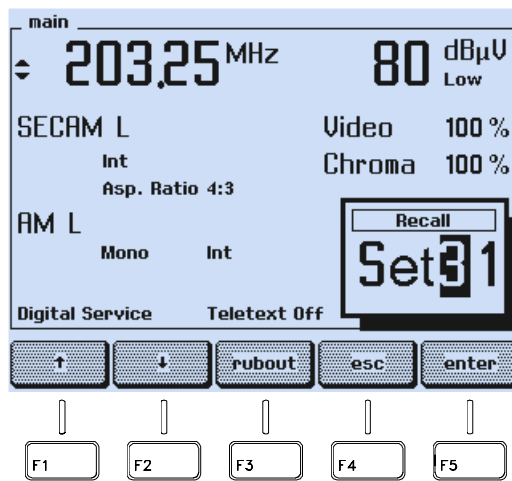 main
203.25 MHz 80 dBµV
Low
SECAM L Video 100 %
Int Chroma 100 %
Asp. Ratio 4:3
AM L Recall
Mono Int Set31
Digital Service Teletext Off
↑ ↓ rubout esc enter
F1 F2 F3 F4 F5